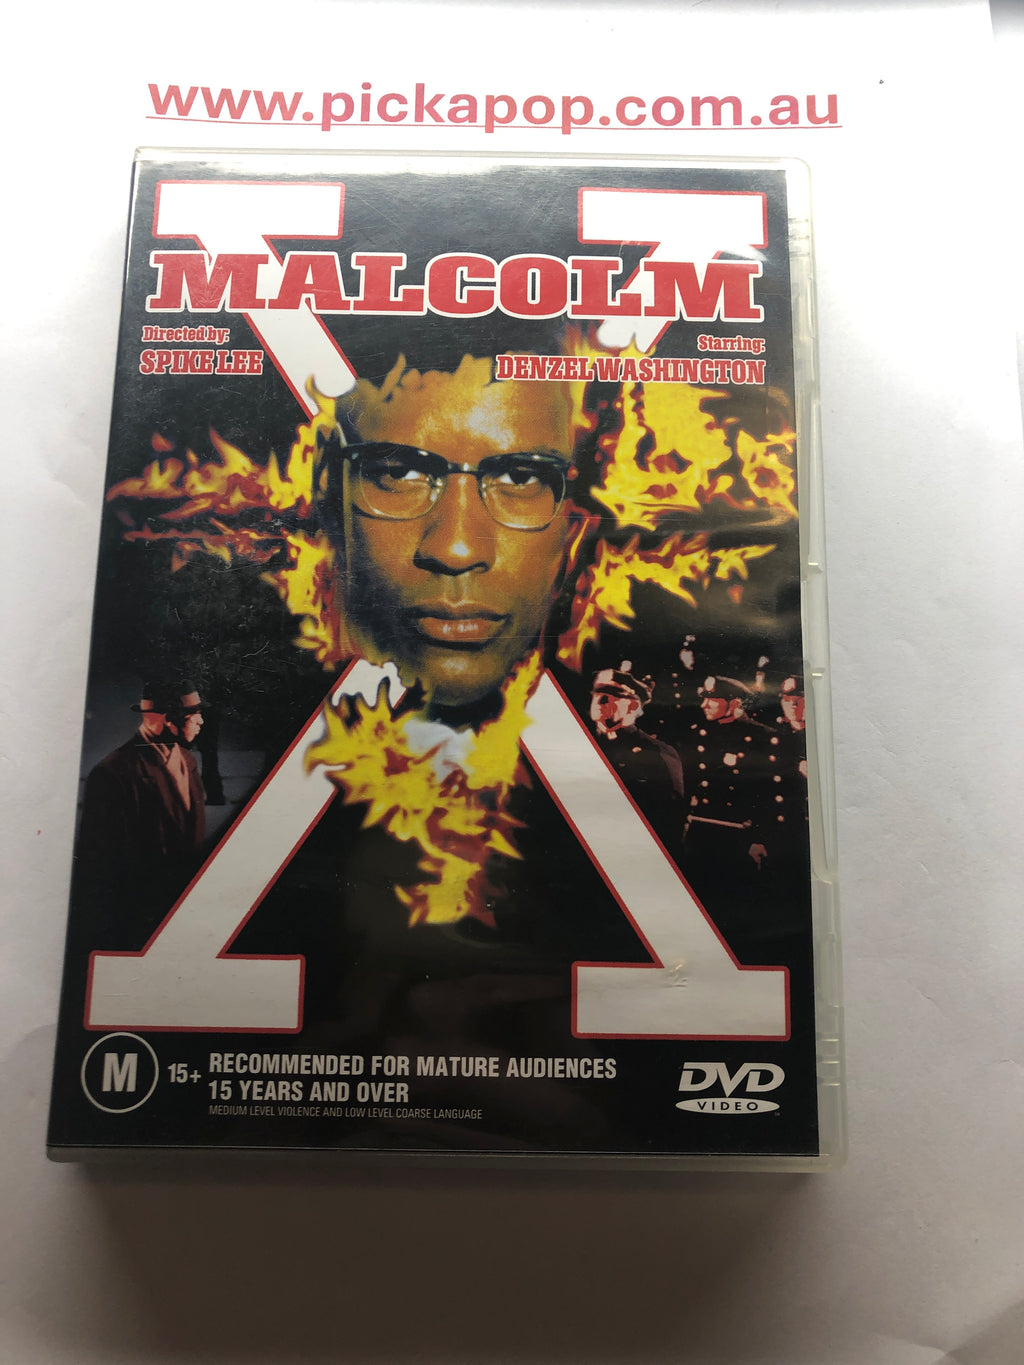 www.pickapop.com.au
X
MALCOLM
Directed by:
SPIKE LEE
Starring:
DENZEL WASHINGTON
M 15+ RECOMMENDED FOR MATURE AUDIENCES
15 YEARS AND OVER
MEDIUM LEVEL VIOLENCE AND LOW LEVEL COARSE LANGUAGE
DVD
VIDEO